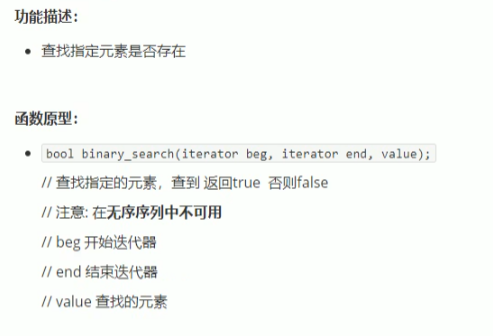 功能描述：
查找指定元素是否存在
函数原型：
bool binary_search(iterator beg, iterator end, value);
// 查找指定的元素，查到 返回true 否则false
// 注意: 在无序序列中不可用
// beg 开始迭代器
// end 结束迭代器
// value 查找的元素